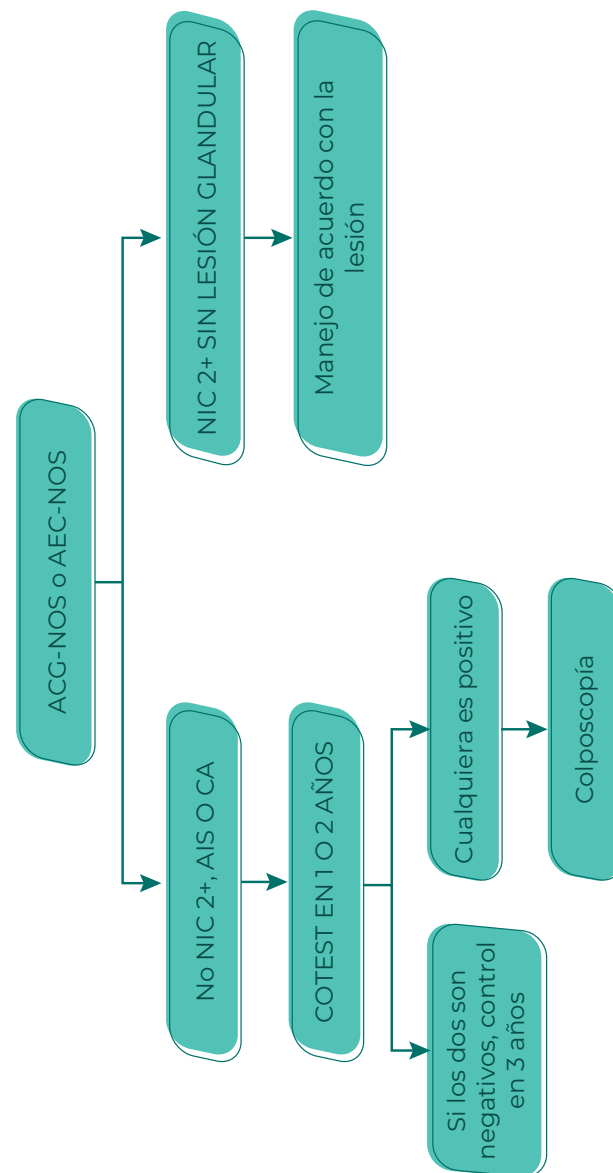 ACG-NOS o AEC-NOS
No NIC 2+, AIS O CA
NIC 2+ SIN LESIÓN GLANDULAR
COTEST EN 1 O 2 AÑOS
Manejo de acuerdo con la
lesión
Si los dos son
negativos, control
en 3 años
Cualquiera es positivo
Colposcopía